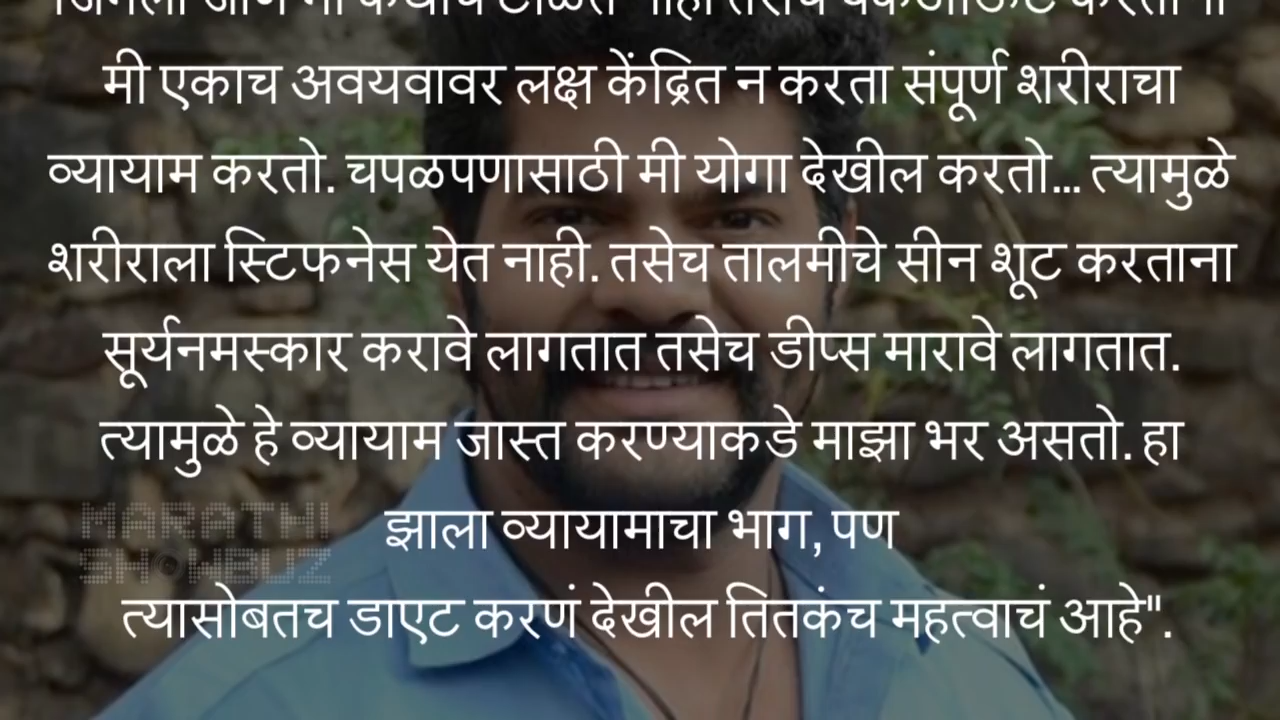 मी एकाच अवयवावर लक्ष केंद्रित न करता संपूर्ण शरीराचा
व्यायाम करतो. चपळपणासाठी मी योगा देखील करतो... त्यामुळे
शरीराला स्टिफनेस येत नाही. तसेच तालमीचे सीन शूट करताना
सूर्यनमस्कार करावे लागतात तसेच डीप्स मारावे लागतात.
त्यामुळे हे व्यायाम जास्त करण्याकडे माझा भर असतो. हा
झाला व्यायामाचा भाग, पण
त्यासोबतच डाएट करणं देखील तितकंच महत्वाचं आहे".
MARATHI
SHOWBUZ